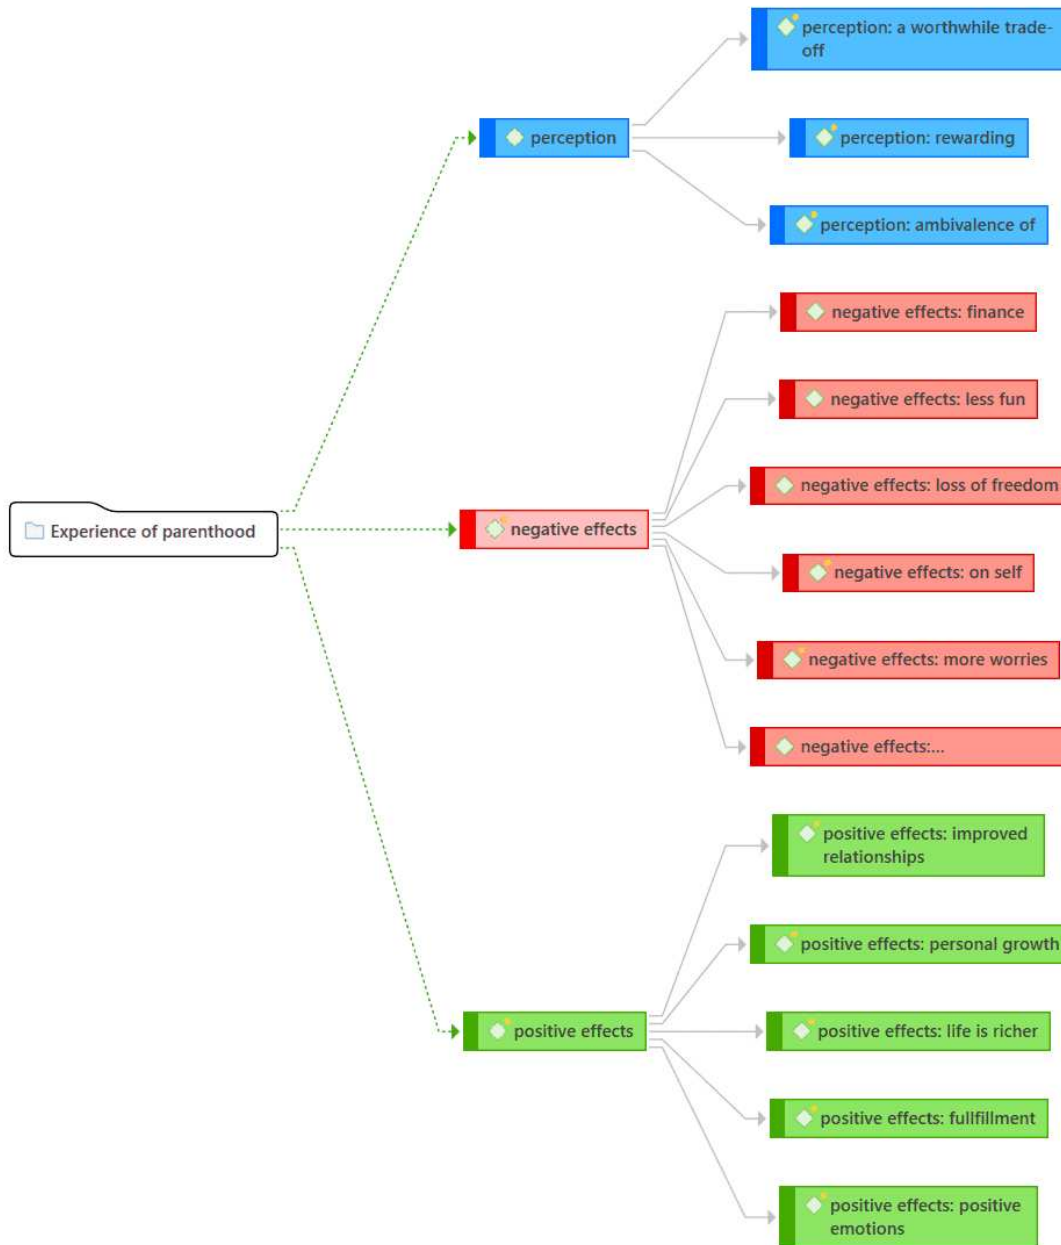 perception: a worthwhile trade-
off
perception
perception: rewarding
perception: ambivalence of
negative effects: finance
negative effects: less fun
negative effects: loss of freedom
Experience of parenthood
negative effects
negative effects: on self
negative effects: more worries
negative effects:...
positive effects: improved
relationships
positive effects: personal growth
positive effects
positive effects: life is richer
positive effects: fullfillment
positive effects: positive
emotions